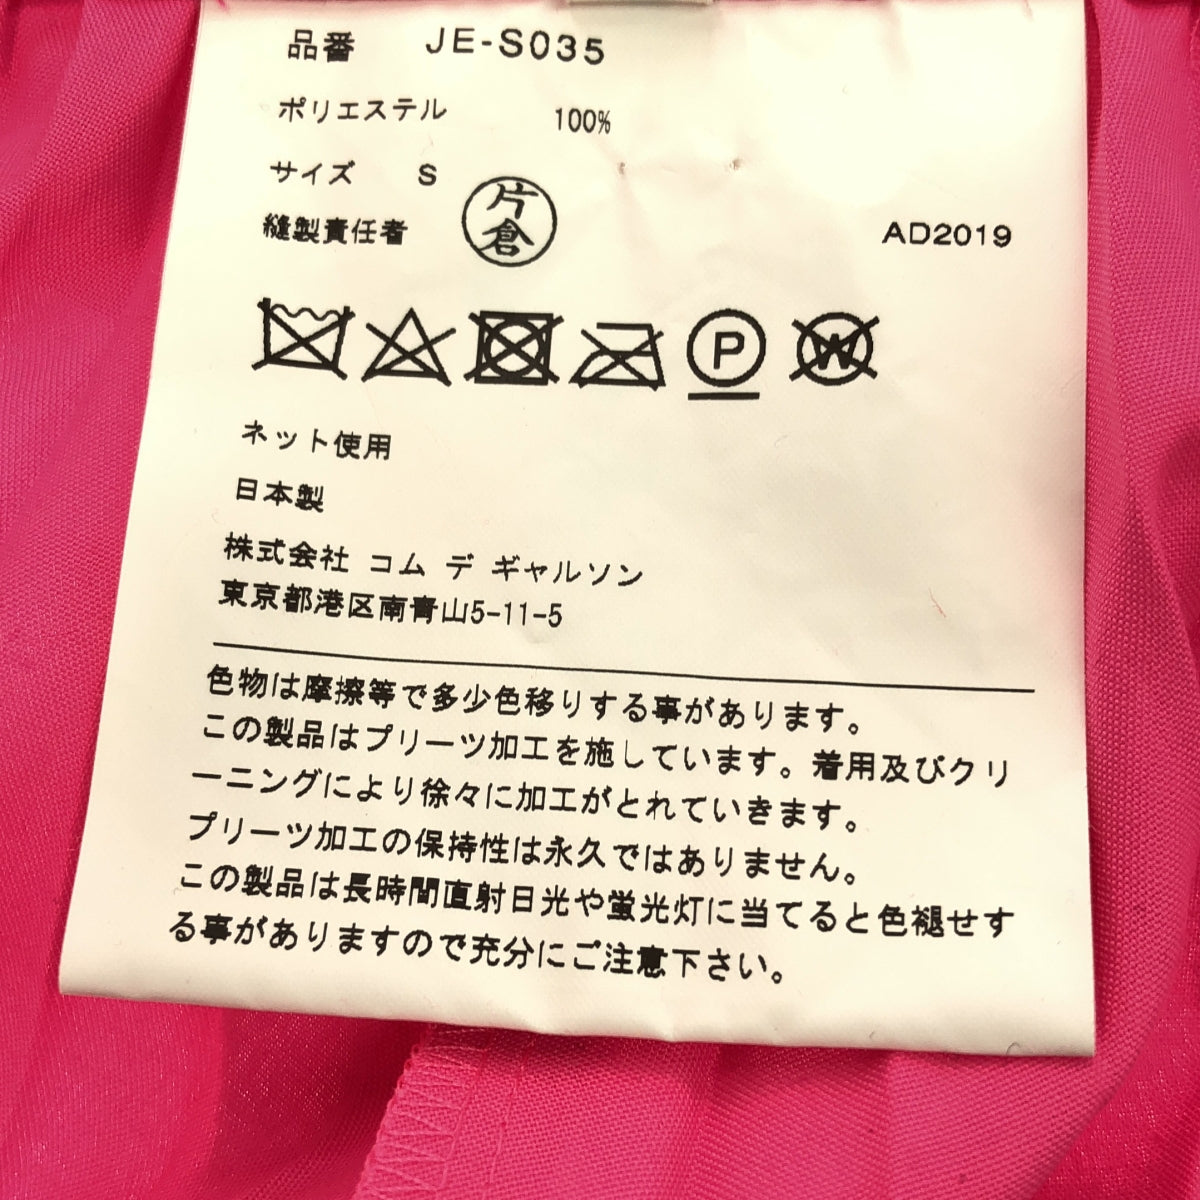 品番 JE-S035
ポリエステル 100%
サイズ S
縫製責任者 片倉 AD2019
P W
ネット使用
日本製
株式会社 コム デ ギャルソン
東京都港区南青山5-11-5
色物は摩擦等で多少色移りする事があります。
この製品はプリーツ加工を施しています。着用及びクリ
ーニングにより徐々に加工がとれていきます。
プリーツ加工の保持性は永久ではありません。
この製品は長時間直射日光や蛍光灯に当てると色褪せす
る事がありますので充分にご注意下さい。